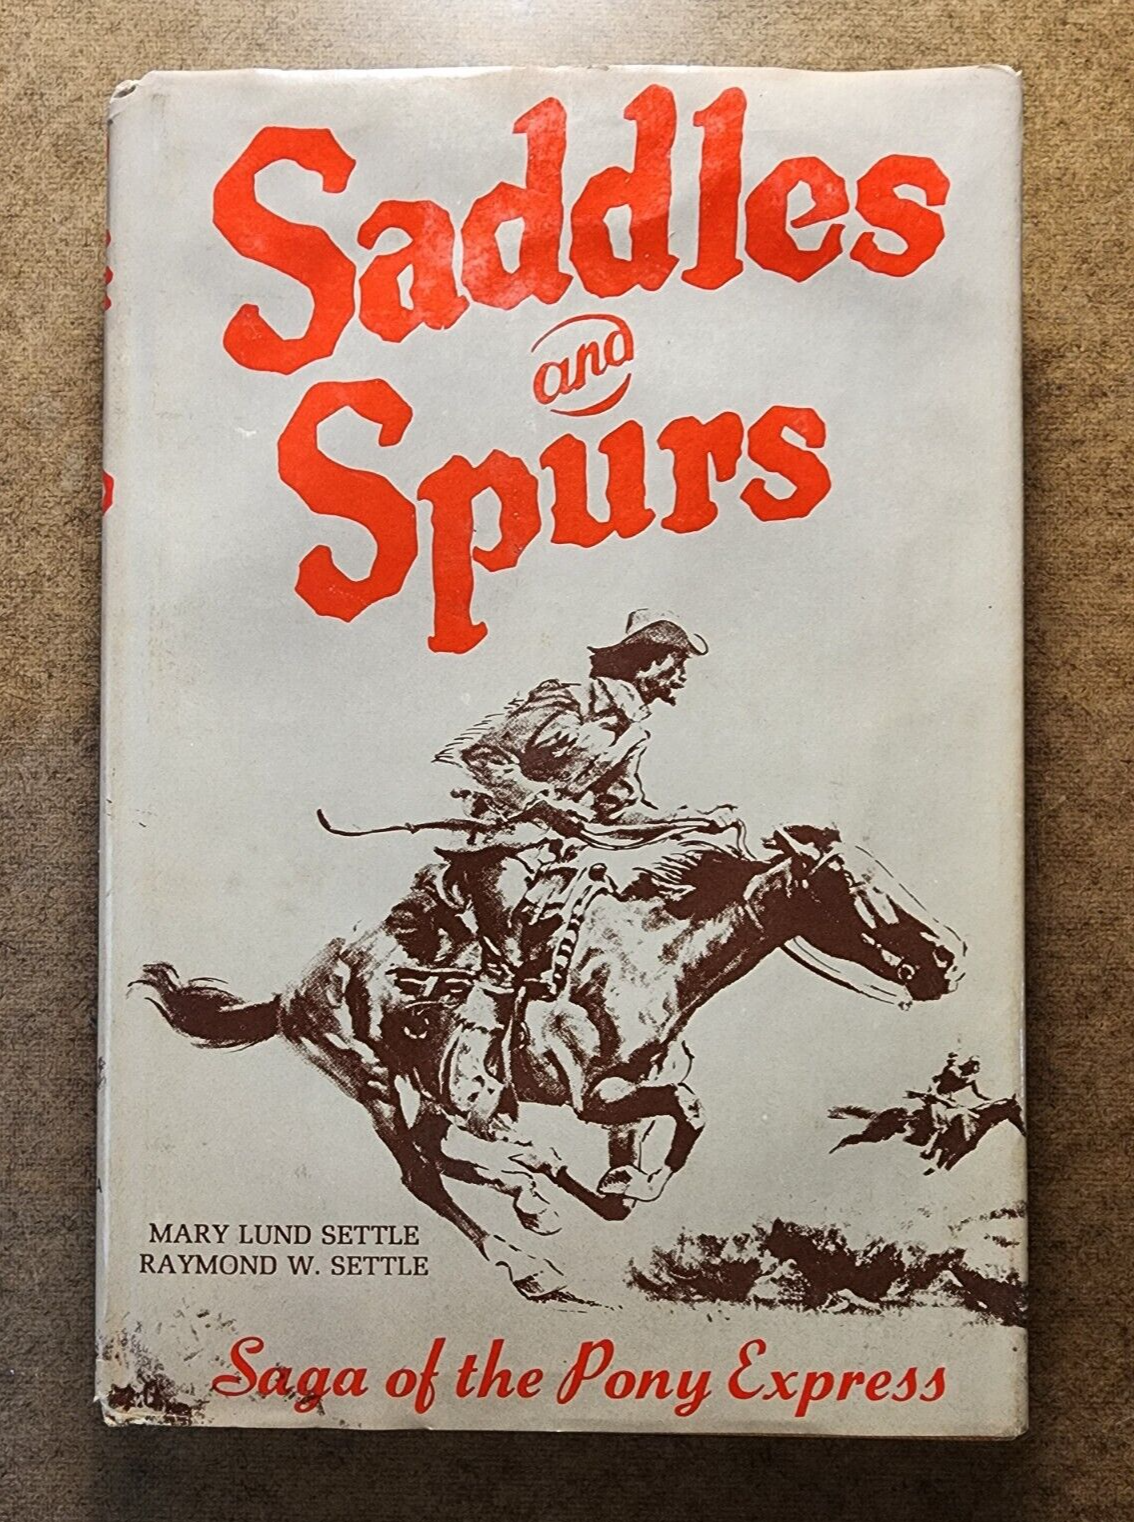 Saddles
and
Spurs
MARY LUND SETTLE
RAYMOND W. SETTLE
Saga of the Pony Express